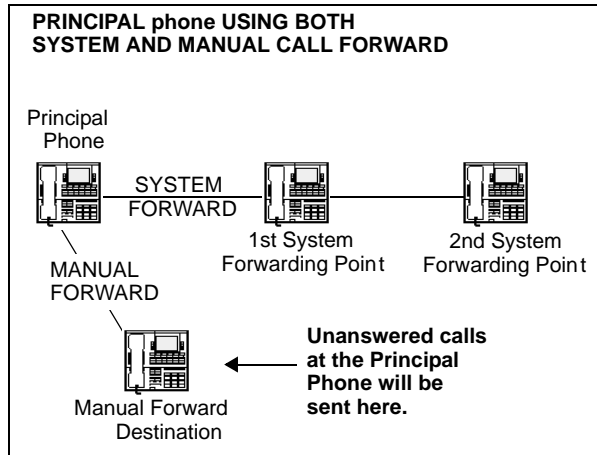 PRINCIPAL phone USING BOTH
SYSTEM AND MANUAL CALL FORWARD
Principal
Phone
SYSTEM
FORWARD
1st System
Forwarding Point
2nd System
Forwarding Point
MANUAL
FORWARD
Manual Forward
Destination
Unanswered calls
at the Principal
Phone will be
sent here.